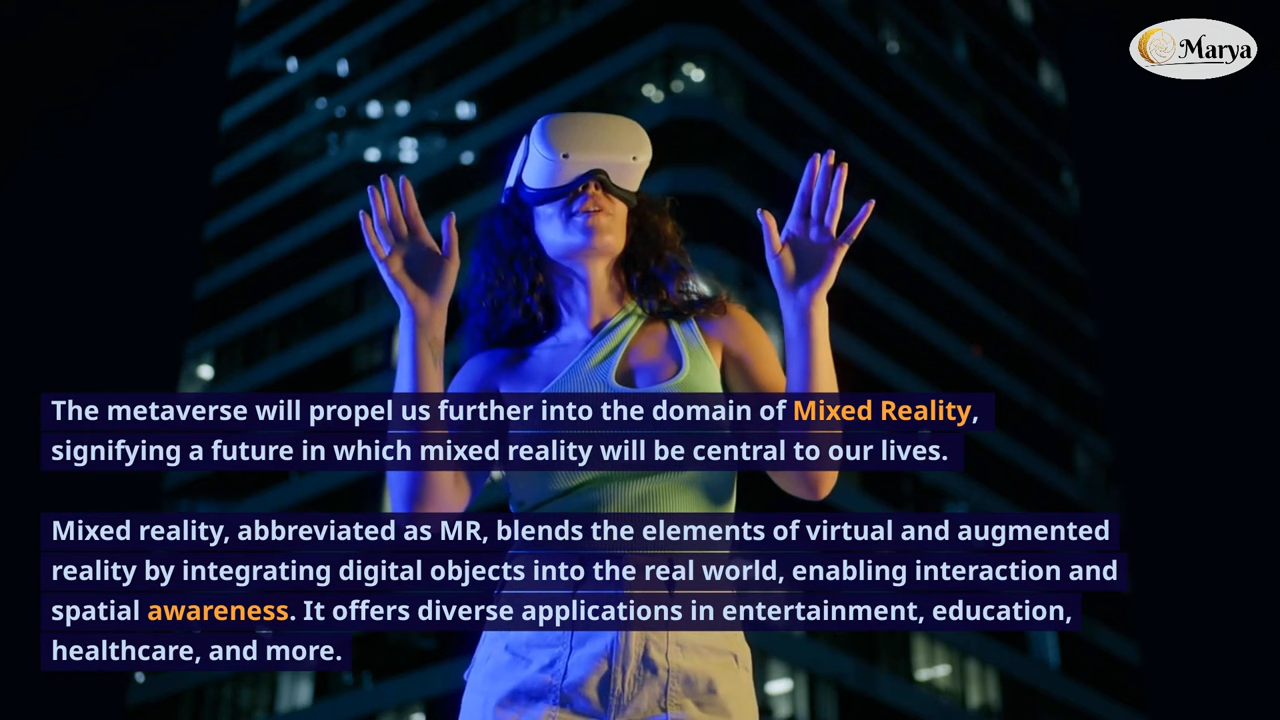 Marya
The metaverse will propel us further into the domain of Mixed Reality,
signifying a future in which mixed reality will be central to our lives.
Mixed reality, abbreviated as MR, blends the elements of virtual and augmented
reality by integrating digital objects into the real world, enabling interaction and
spatial awareness. It offers diverse applications in entertainment, education,
healthcare, and more.